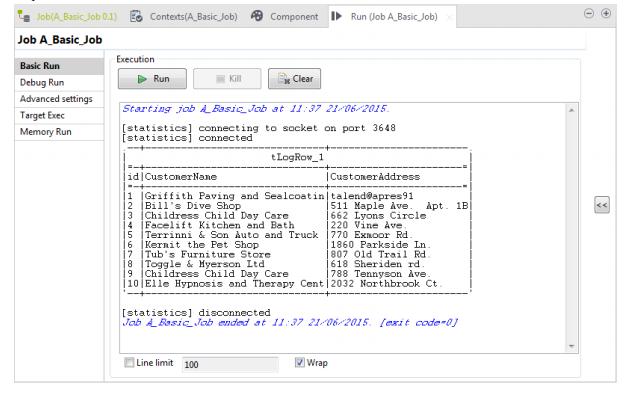 Job(A_Basic_Job 0.1) Contexts(A_Basic_Job) Component Run (Job A_Basic_Job)
Job A_Basic_Job
Basic Run
Debug Run
Advanced settings
Target Exec
Memory Run
Execution
Run Kill Clear
Starting job A_Basic_Job at 11:37 21/06/2015.
[statistics] connecting to socket on port 3648
[statistics] connected
tLogRow_1
id|CustomerName |CustomerAddress
1 |Griffith Paving and Sealcoatin|talend@apres91
2 |Bill's Dive Shop |511 Maple Ave. Apt. 1B
3 |Childress Child Day Care |662 Lyons Circle
4 |Facelift Kitchen and Bath |220 Vine Ave.
5 |Terrinni & Son Auto and Truck |770 Exmoor Rd.
6 |Kermit the Pet Shop |1860 Parkside Ln.
7 |Tub's Furniture Store |807 Old Trail Rd.
8 |Toggle & Myerson Ltd |618 Sheriden rd.
9 |Childress Child Day Care |788 Tennyson Ave.
10|Elle Hypnosis and Therapy Cent|2032 Northbrook Ct.
[statistics] disconnected
Job A_Basic_Job ended at 11:37 21/06/2015. [exit code=0]
Line limit 100 Wrap
<<